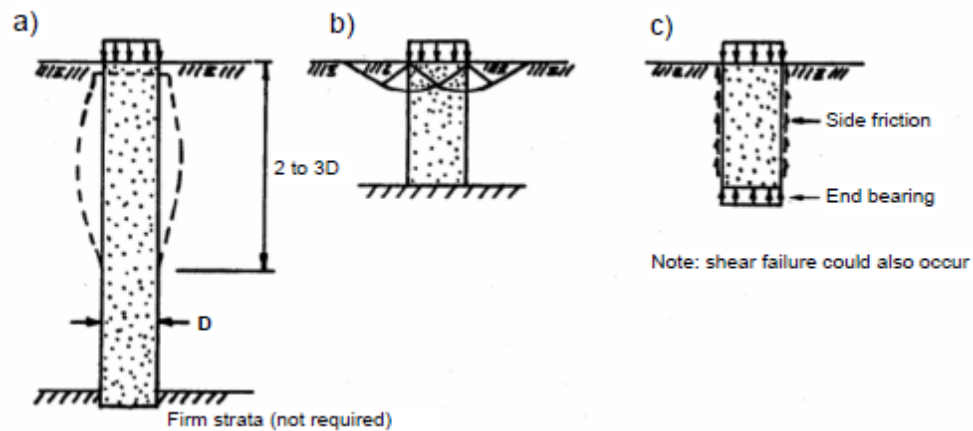 a)
b)
c)
2 to 3D
Side friction
End bearing
Note: shear failure could also occur
D
Firm strata (not required)